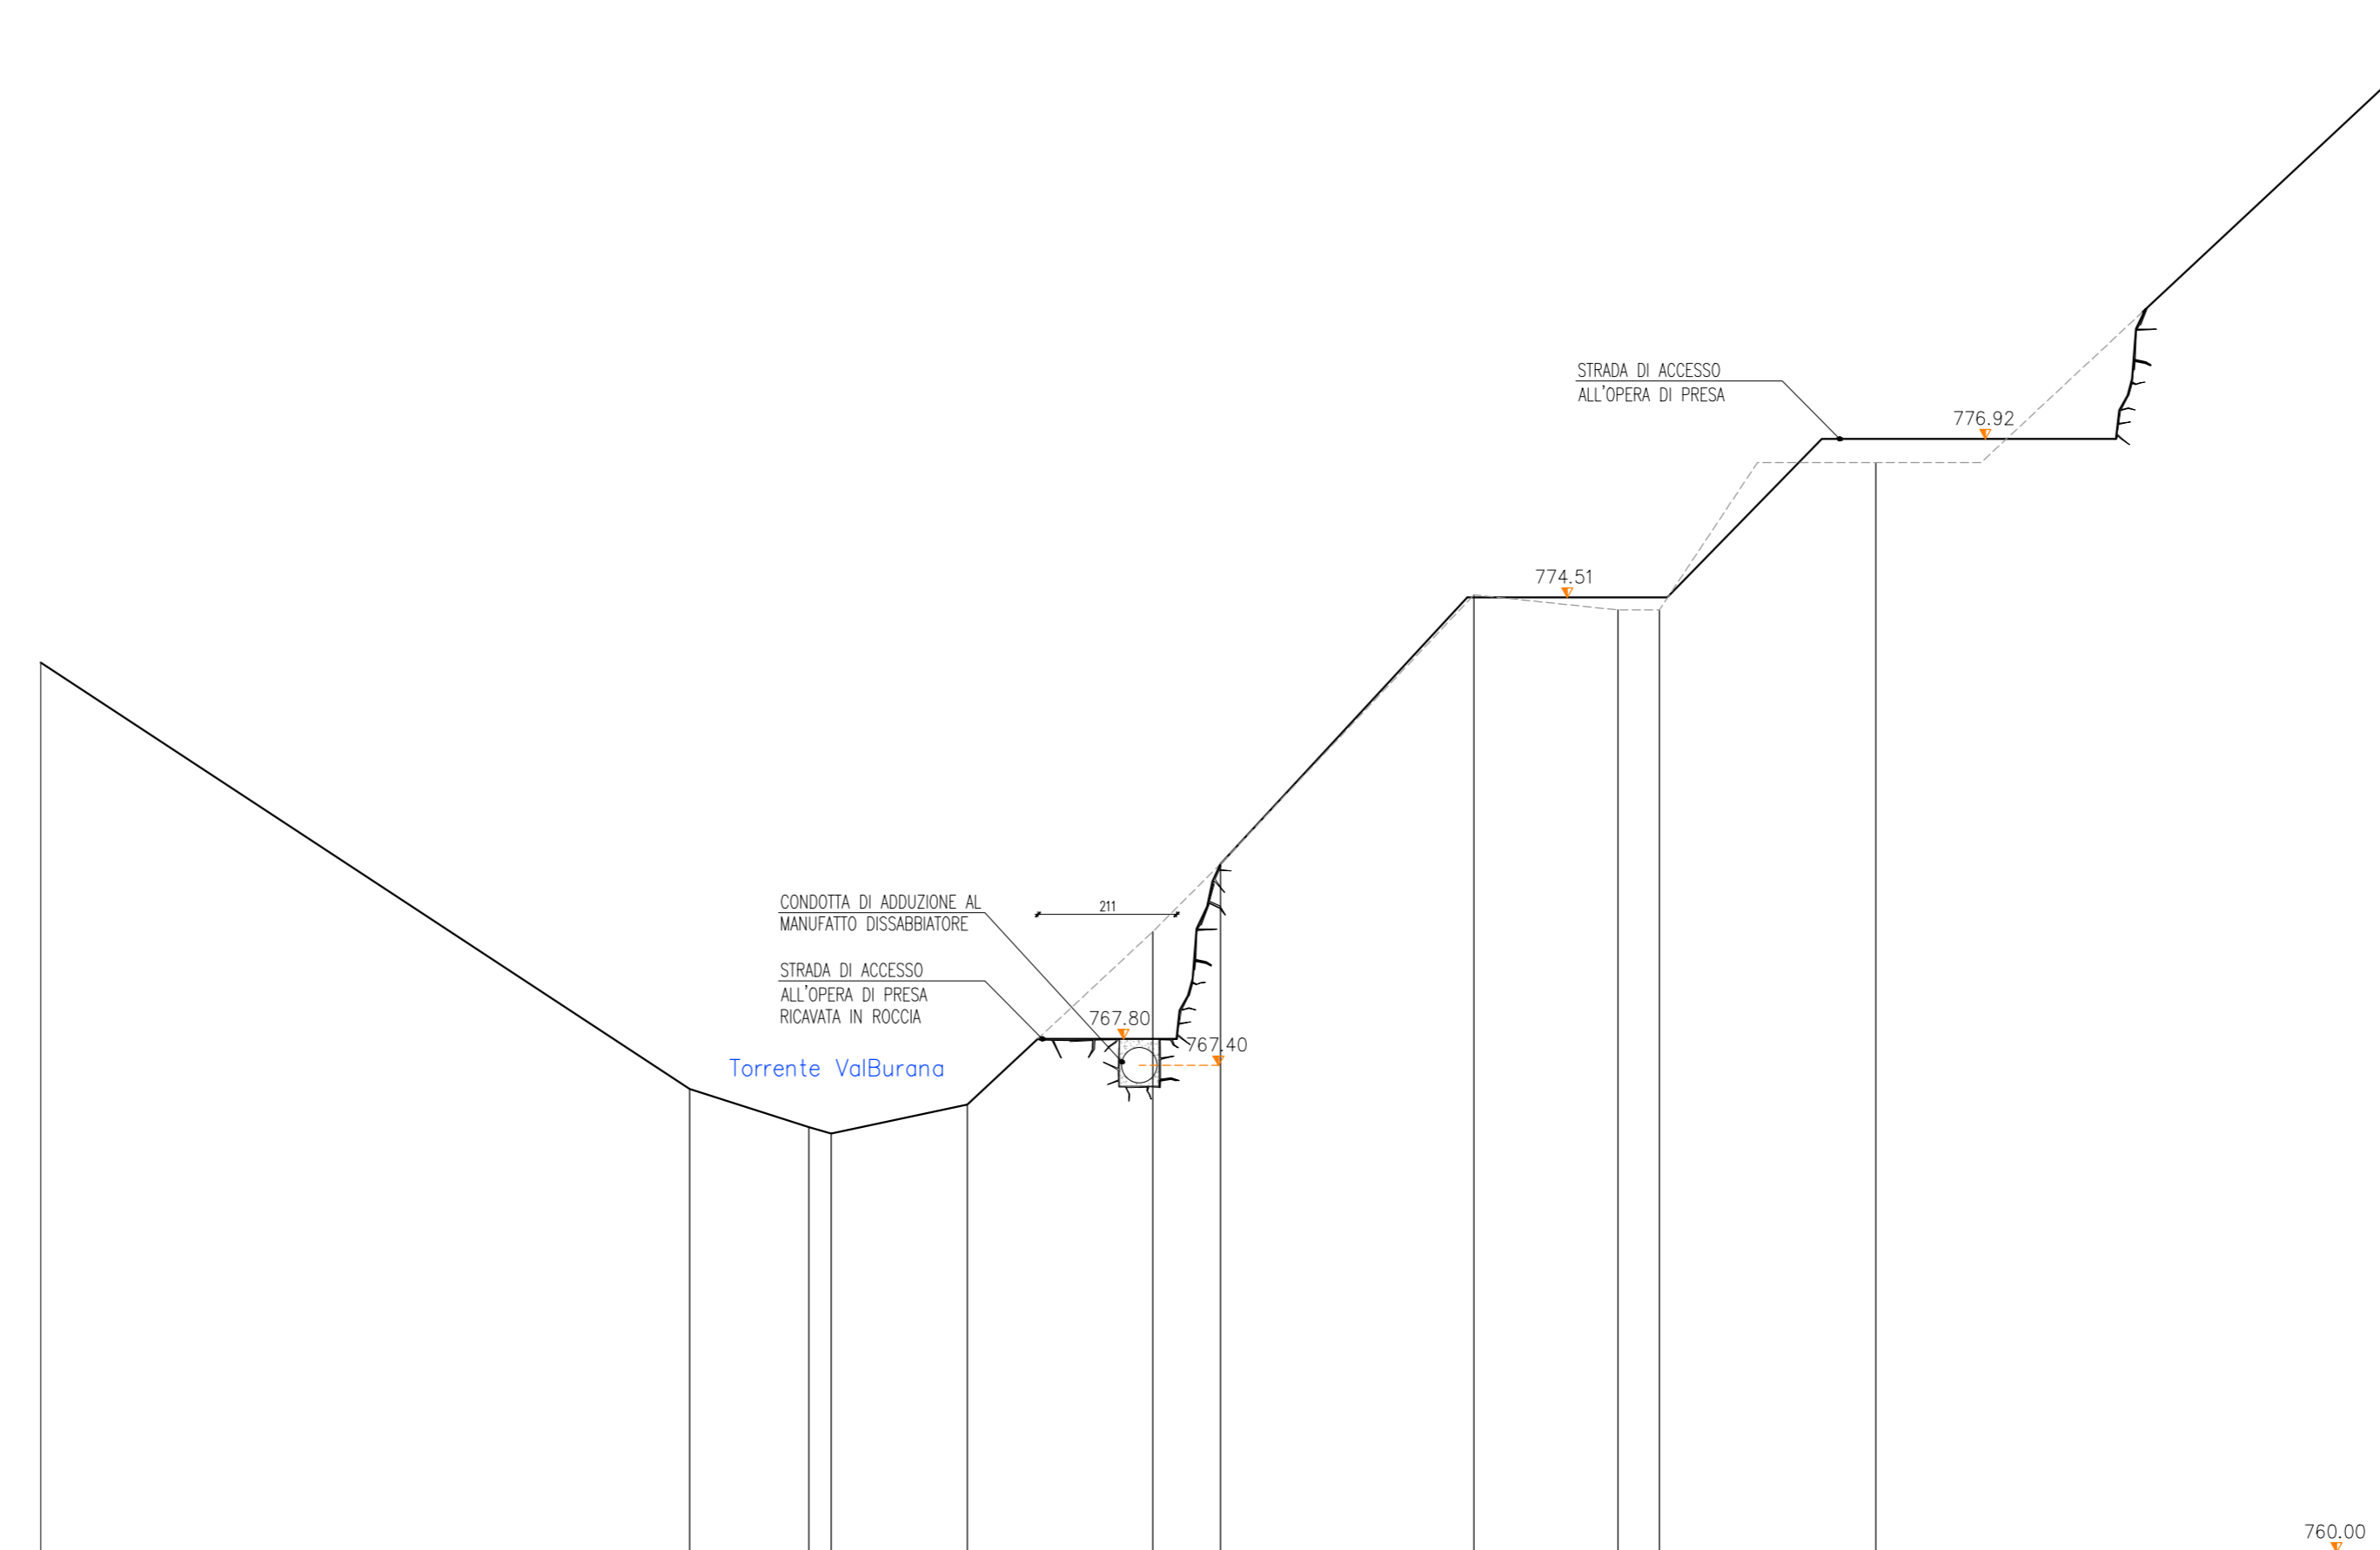 STRADA DI ACCESSO
ALL'OPERA DI PRESA
776.92
774.51
CONDOTTA DI ADDUZIONE AL
MANUFATTO DISSABBIATORE
211
STRADA DI ACCESSO
ALL'OPERA DI PRESA
RICAVATA IN ROCCIA
767.80
767.40
Torrente ValBurana
760.00